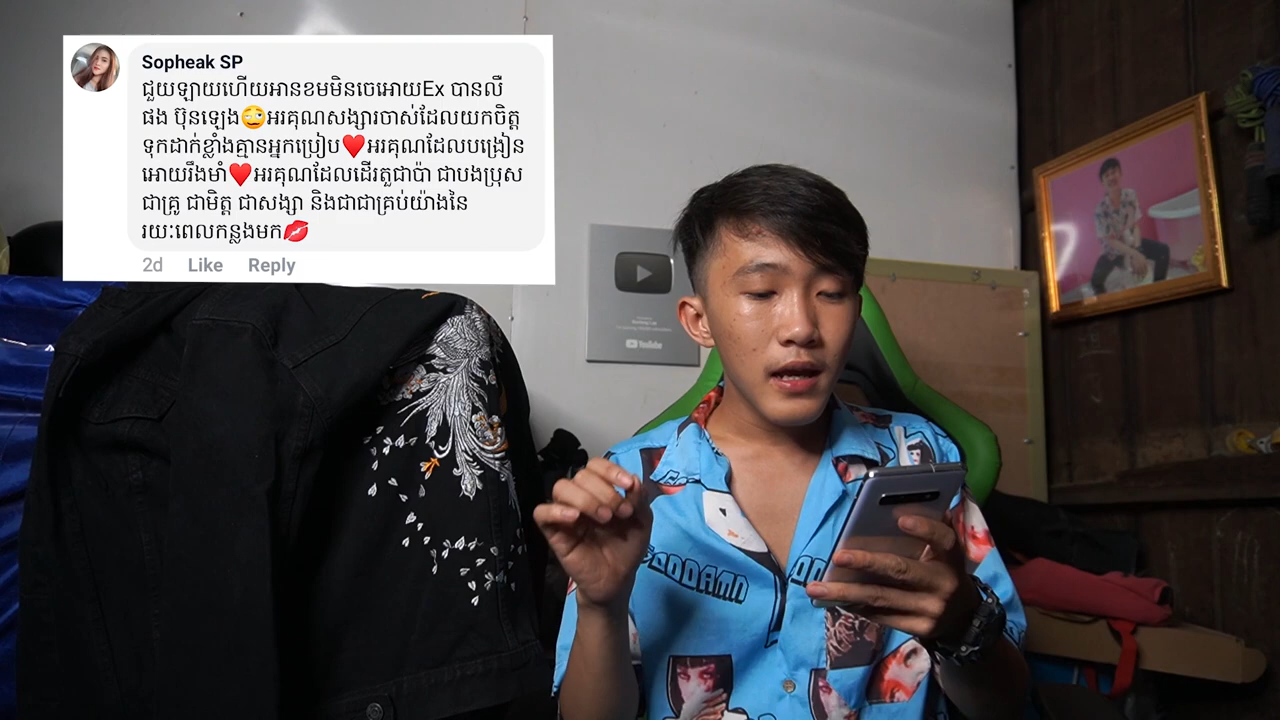 Sopheak SP
ជួយឡាយហើយអានខមមិនចេអោយEx បានលឺ
ផង ប៊ុនឡេង🙄អរគុណសង្សារចាស់ដែលយកចិត្ត
ទុកដាក់ខ្លាំងគ្មានអ្នកប្រៀប♥️អរគុណដែលបង្រៀន
អោយរឹងមាំ♥️អរគុណដែលដើរតួជាប៉ា ជាបងប្រុស
ជាគ្រូ ជាមិត្ត ជាសង្សា និងជាជាគ្រប់យ៉ាងនៃ
រយ:ពេលកន្លងមក💋
2d Like Reply
YouTube
GODDAMN